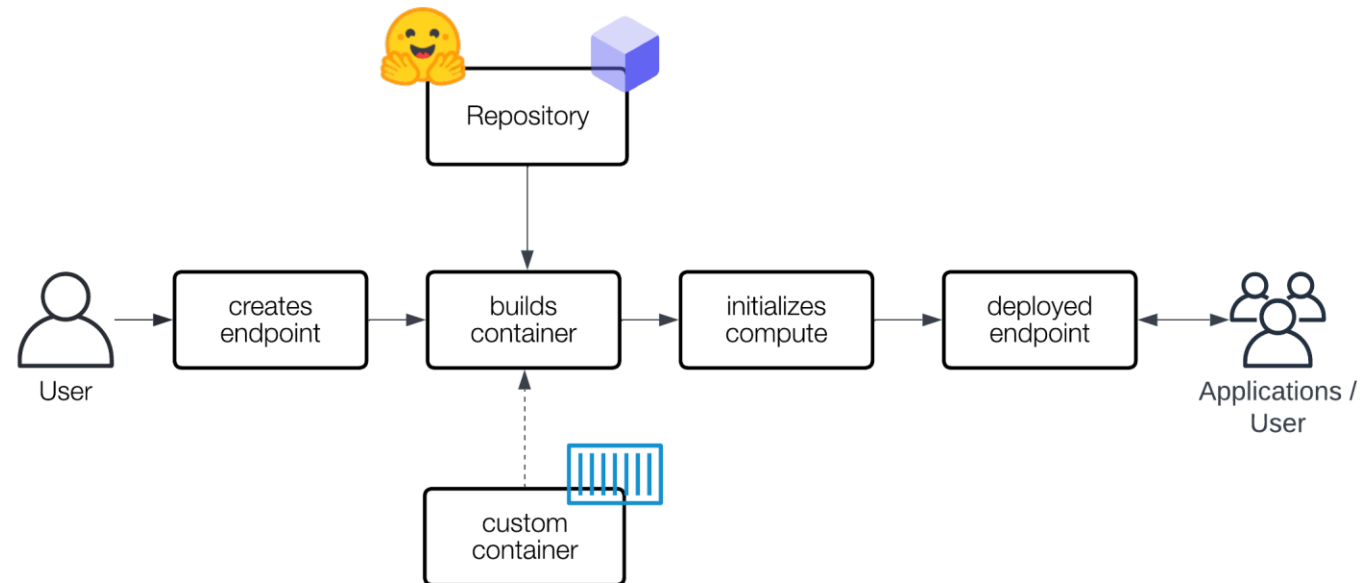 Repository
User
creates
endpoint
builds
container
initializes
compute
deployed
endpoint
Applications /
User
custom
container